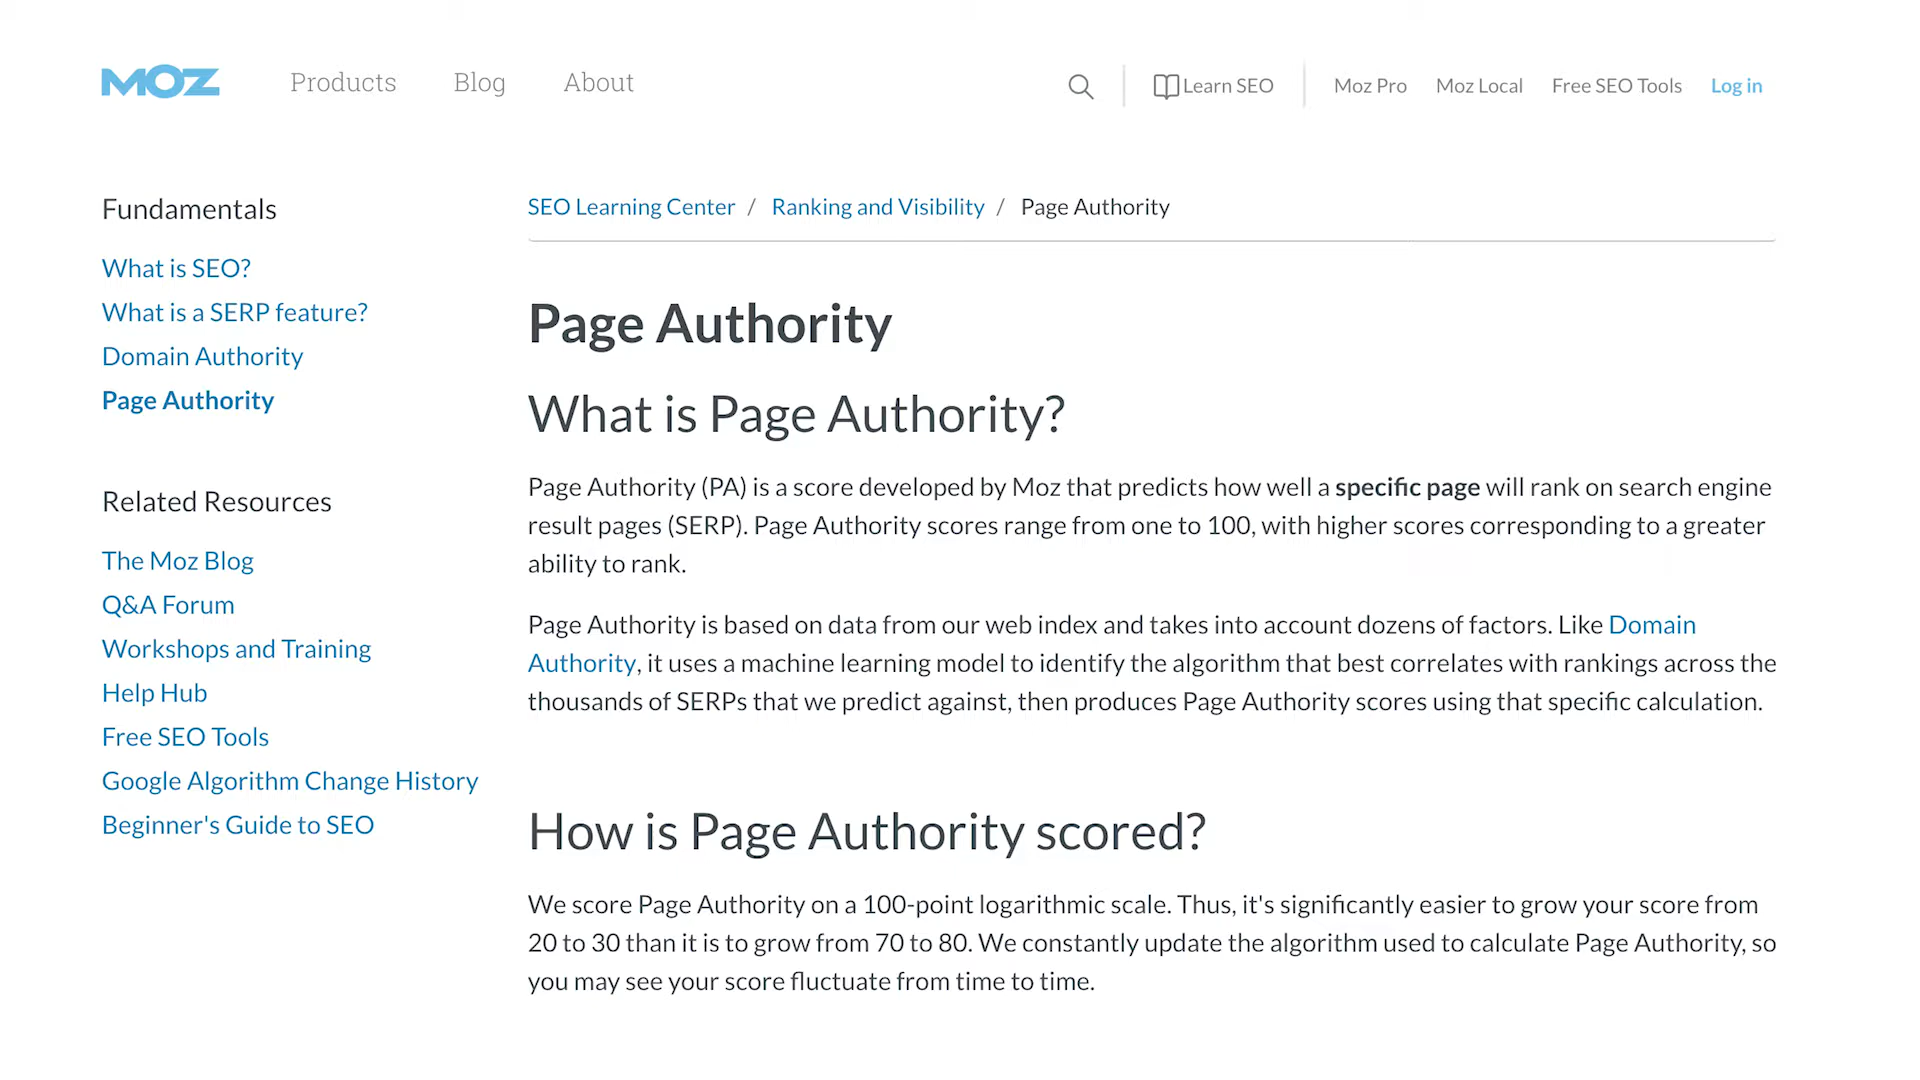 MOZ
Products
Blog
About
Learn SEO
Moz Pro
Moz Local
Free SEO Tools
Log in
Fundamentals
What is SEO?
What is a SERP feature?
Domain Authority
Page Authority
Related Resources
The Moz Blog
Q&A Forum
Workshops and Training
Help Hub
Free SEO Tools
Google Algorithm Change History
Beginner's Guide to SEO
SEO Learning Center / Ranking and Visibility / Page Authority
Page Authority
What is Page Authority?
Page Authority (PA) is a score developed by Moz that predicts how well a specific page will rank on search engine
result pages (SERP). Page Authority scores range from one to 100, with higher scores corresponding to a greater
ability to rank.
Page Authority is based on data from our web index and takes into account dozens of factors. Like Domain
Authority, it uses a machine learning model to identify the algorithm that best correlates with rankings across the
thousands of SERPs that we predict against, then produces Page Authority scores using that specific calculation.
How is Page Authority scored?
We score Page Authority on a 100-point logarithmic scale. Thus, it's significantly easier to grow your score from
20 to 30 than it is to grow from 70 to 80. We constantly update the algorithm used to calculate Page Authority, so
you may see your score fluctuate from time to time.